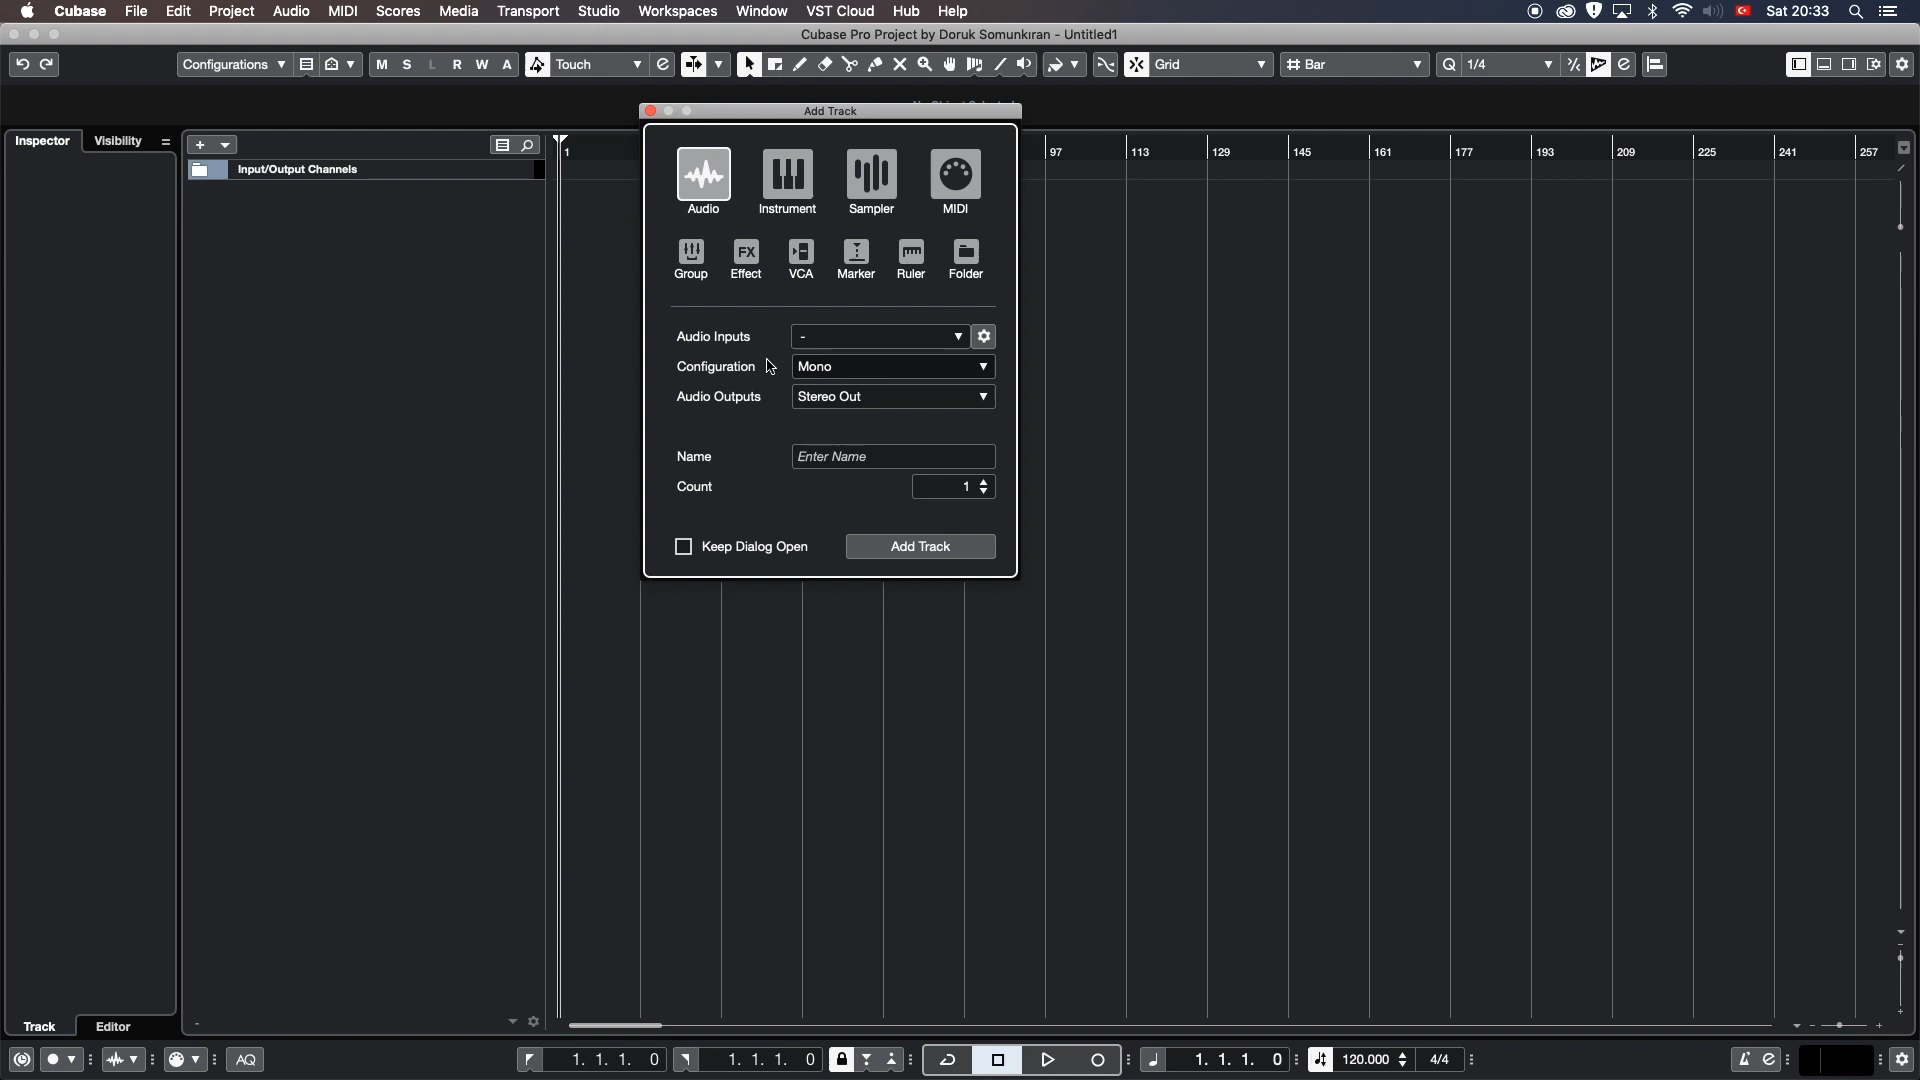 Cubase File Edit Project Audio MIDI Scores Media Transport Studio Workspaces Window VST Cloud Hub Help Sat 20:33
Cubase Pro Project by Doruk Somunkıran - Untitled1
Configurations M S L R W A Touch Grid Bar Q 1/4
Add Track
Inspector Visibility
1 97 113 129 145 161 177 193 209 225 241 257
Input/Output Channels
Audio Instrument Sampler MIDI
FX
Group Effect VCA Marker Ruler Folder
Audio Inputs -
Configuration Mono
Audio Outputs Stereo Out
Name Enter Name
Count 1
Keep Dialog Open Add Track
Track Editor
AQ 1. 1. 1. 0 1. 1. 1. 0 1. 1. 1. 0 120.000 4/4